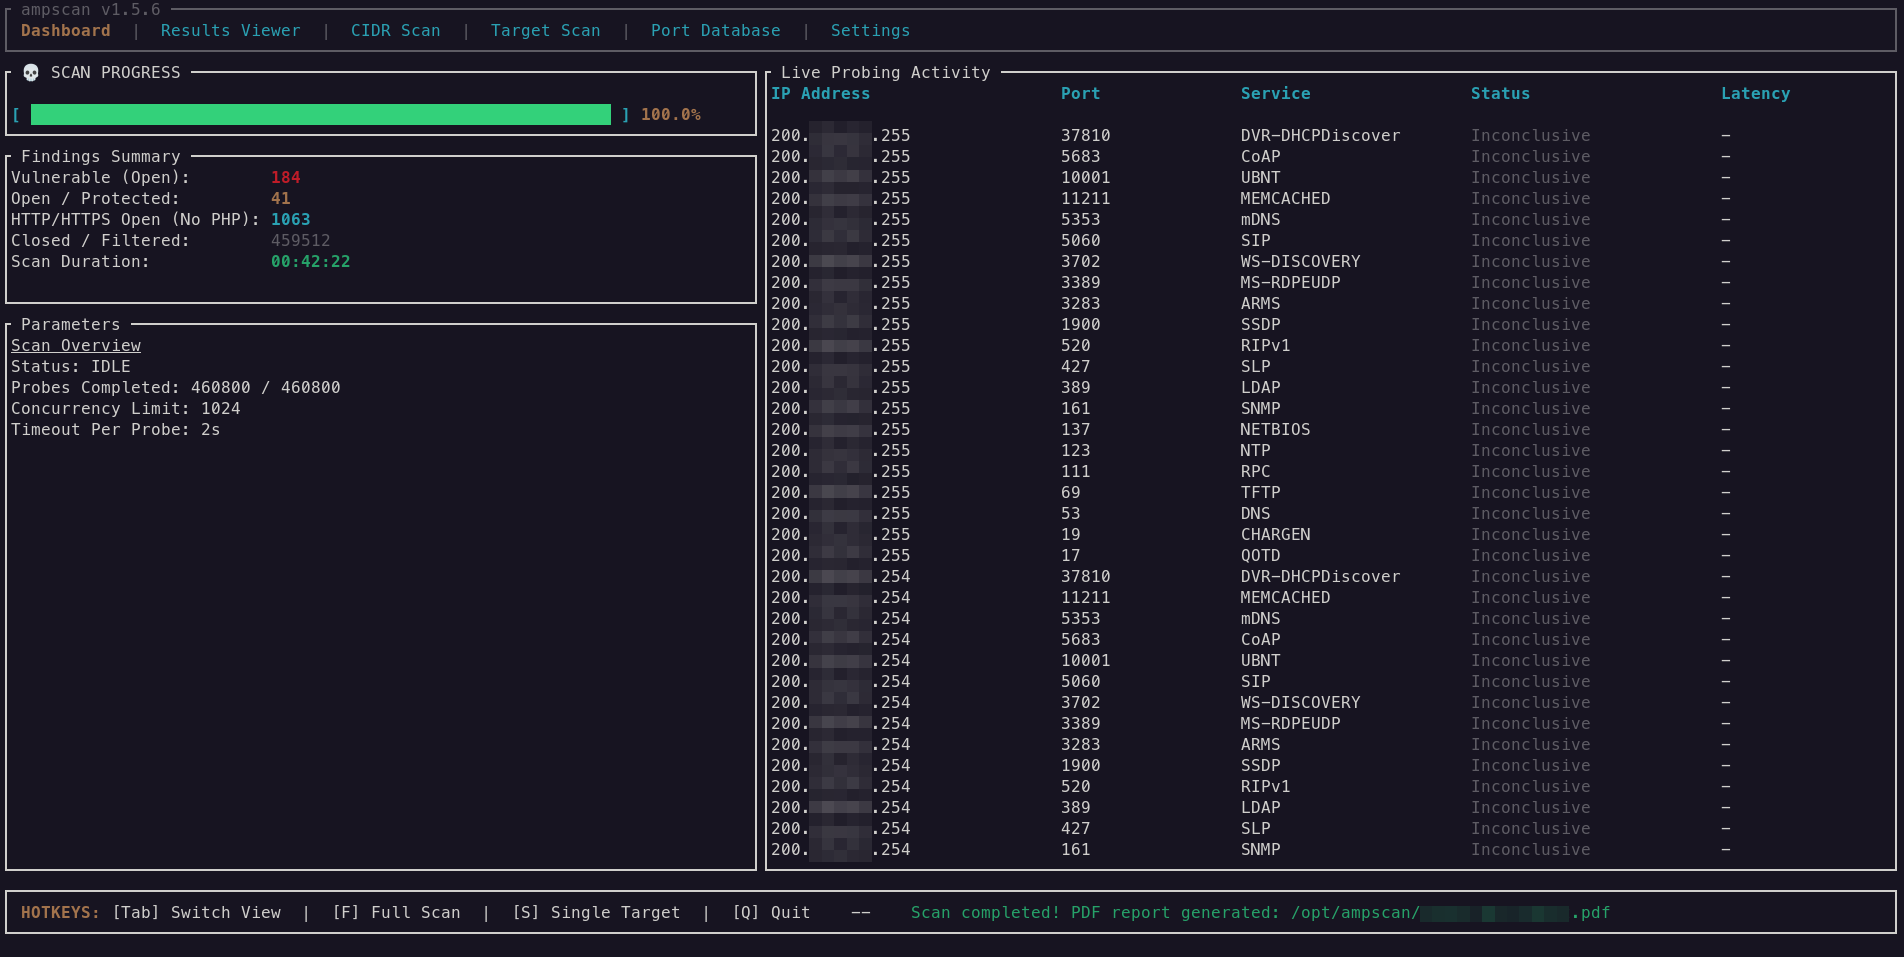 ampscan v1.5.6
Dashboard | Results Viewer | CIDR Scan | Target Scan | Port Database | Settings
💀 SCAN PROGRESS
[ ] 100.0%
Findings Summary
Vulnerable (Open): 184
Open / Protected: 41
HTTP/HTTPS Open (No PHP): 1063
Closed / Filtered: 459512
Scan Duration: 00:42:22
Parameters
Scan Overview
Status: IDLE
Probes Completed: 460800 / 460800
Concurrency Limit: 1024
Timeout Per Probe: 2s
Live Probing Activity
IP Address Port Service Status Latency
200. .255 37810 DVR-DHCPDiscover Inconclusive -
200. .255 5683 CoAP Inconclusive -
200. .255 10001 UBNT Inconclusive -
200. .255 11211 MEMCACHED Inconclusive -
200. .255 5353 mDNS Inconclusive -
200. .255 5060 SIP Inconclusive -
200. .255 3702 WS-DISCOVERY Inconclusive -
200. .255 3389 MS-RDPEUDP Inconclusive -
200. .255 3283 ARMS Inconclusive -
200. .255 1900 SSDP Inconclusive -
200. .255 520 RIPv1 Inconclusive -
200. .255 427 SLP Inconclusive -
200. .255 389 LDAP Inconclusive -
200. .255 161 SNMP Inconclusive -
200. .255 137 NETBIOS Inconclusive -
200. .255 123 NTP Inconclusive -
200. .255 111 RPC Inconclusive -
200. .255 69 TFTP Inconclusive -
200. .255 53 DNS Inconclusive -
200. .255 19 CHARGEN Inconclusive -
200. .255 17 QOTD Inconclusive -
200. .254 37810 DVR-DHCPDiscover Inconclusive -
200. .254 11211 MEMCACHED Inconclusive -
200. .254 5353 mDNS Inconclusive -
200. .254 5683 CoAP Inconclusive -
200. .254 10001 UBNT Inconclusive -
200. .254 5060 SIP Inconclusive -
200. .254 3702 WS-DISCOVERY Inconclusive -
200. .254 3389 MS-RDPEUDP Inconclusive -
200. .254 3283 ARMS Inconclusive -
200. .254 1900 SSDP Inconclusive -
200. .254 520 RIPv1 Inconclusive -
200. .254 389 LDAP Inconclusive -
200. .254 427 SLP Inconclusive -
200. .254 161 SNMP Inconclusive -
HOTKEYS: [Tab] Switch View | [F] Full Scan | [S] Single Target | [Q] Quit -- Scan completed! PDF report generated: /opt/ampscan/ .pdf